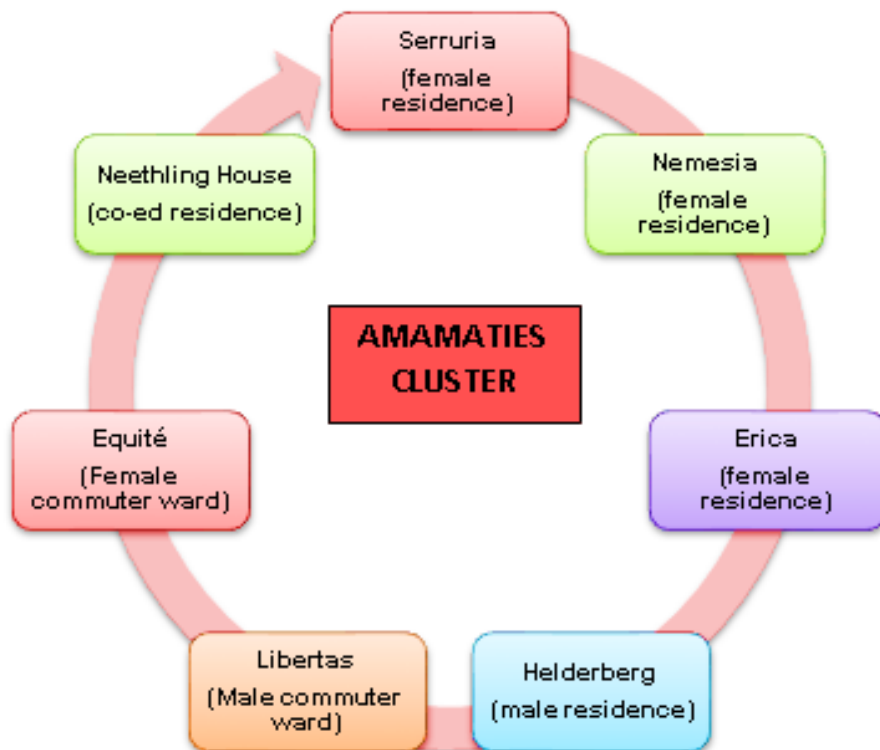 Serruria
(female
residence)
Nemesia
(female
residence)
Erica
(female
residence)
Helderberg
(male residence)
Libertas
(Male commuter
ward)
Equité
(Female
commuter ward)
Neethling House
(co-ed residence)
AMAMATIES
CLUSTER